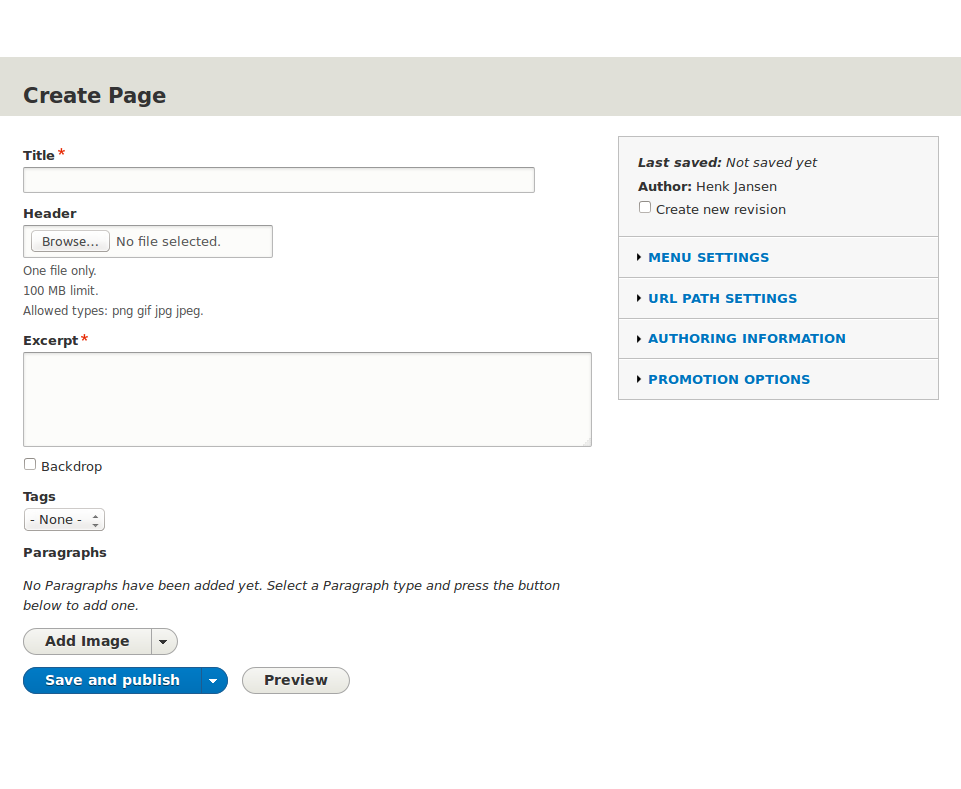 Create Page
Title *
Header
Browse... No file selected.
One file only.
100 MB limit.
Allowed types: png gif jpg jpeg.
Excerpt *
Backdrop
Tags
- None -
Paragraphs
No Paragraphs have been added yet. Select a Paragraph type and press the button
below to add one.
Add Image
Save and publish
Preview
Last saved: Not saved yet
Author: Henk Jansen
Create new revision
MENU SETTINGS
URL PATH SETTINGS
AUTHORING INFORMATION
PROMOTION OPTIONS